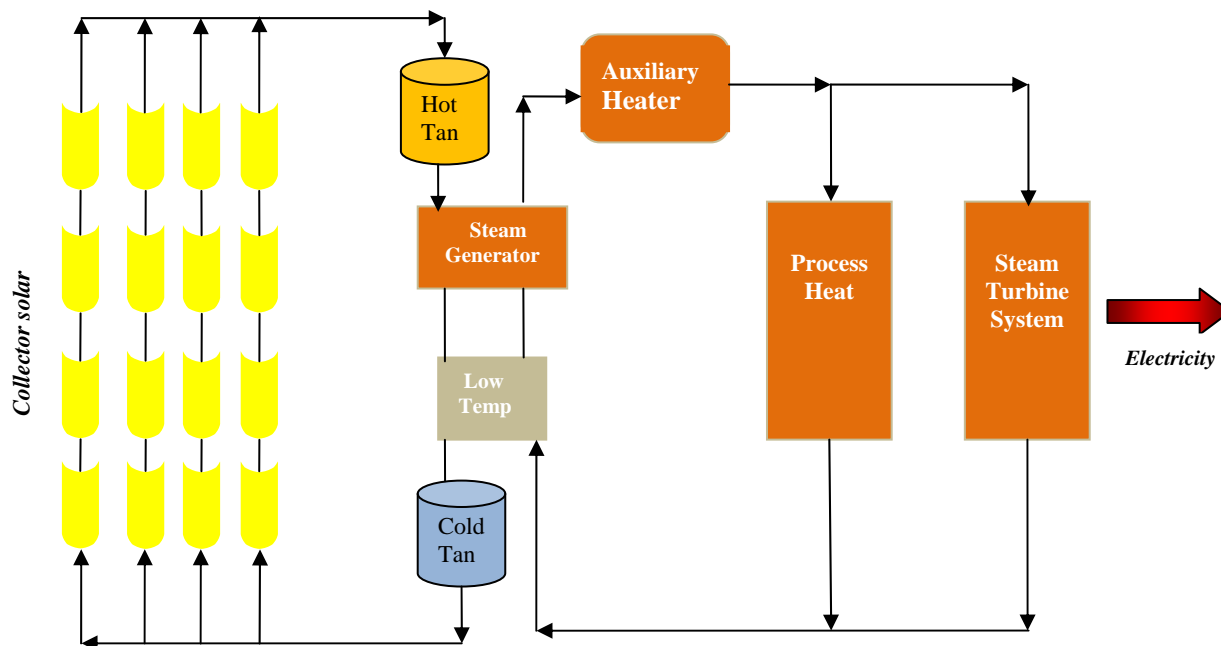 Collector solar
Hot
Tan
Auxiliary
Heater
Steam
Generator
Process
Heat
Steam
Turbine
System
Electricity
Low
Temp
Cold
Tan